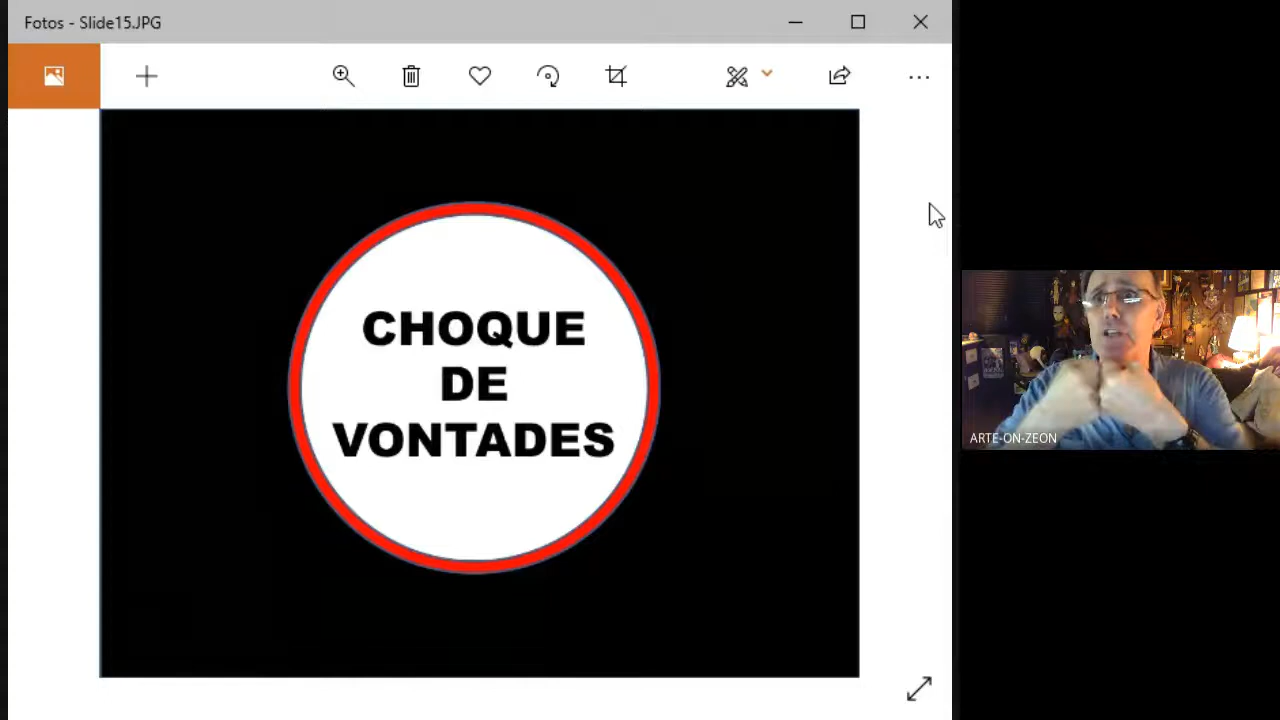 Fotos - Slide15.JPG
CHOQUE
DE
VONTADES
ARTE-ON-ZEON